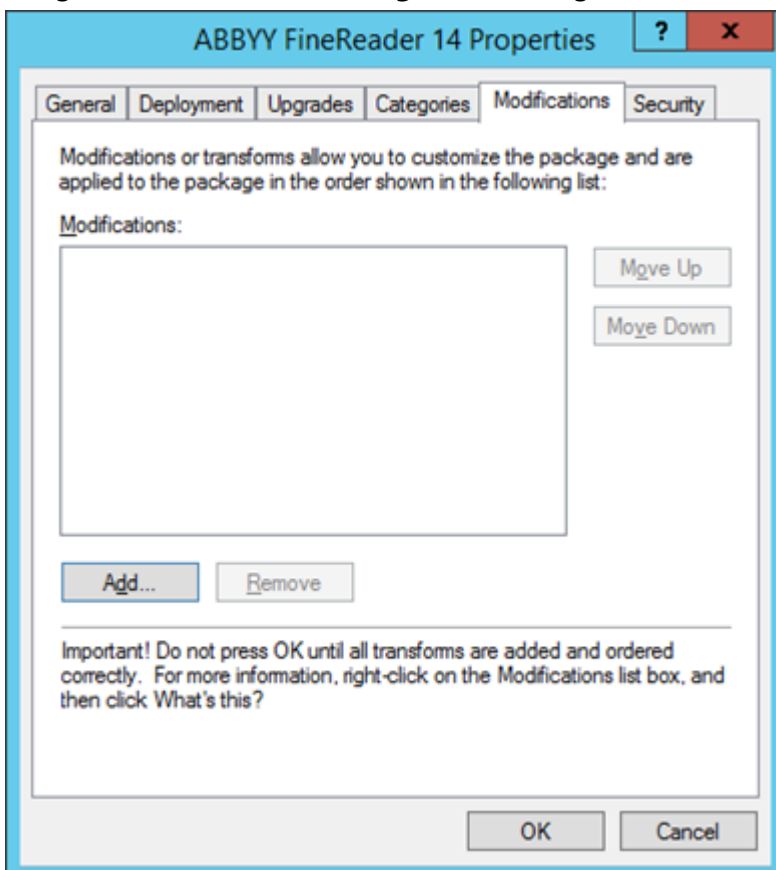 ABBYY FineReader 14 Properties
? x
General Deployment Upgrades Categories Modifications Security
Modifications or transforms allow you to customize the package and are
applied to the package in the order shown in the following list:
Modifications:
Move Up
Move Down
Add... Remove
Important! Do not press OK until all transforms are added and ordered
correctly. For more information, right-click on the Modifications list box, and
then click What's this?
OK Cancel